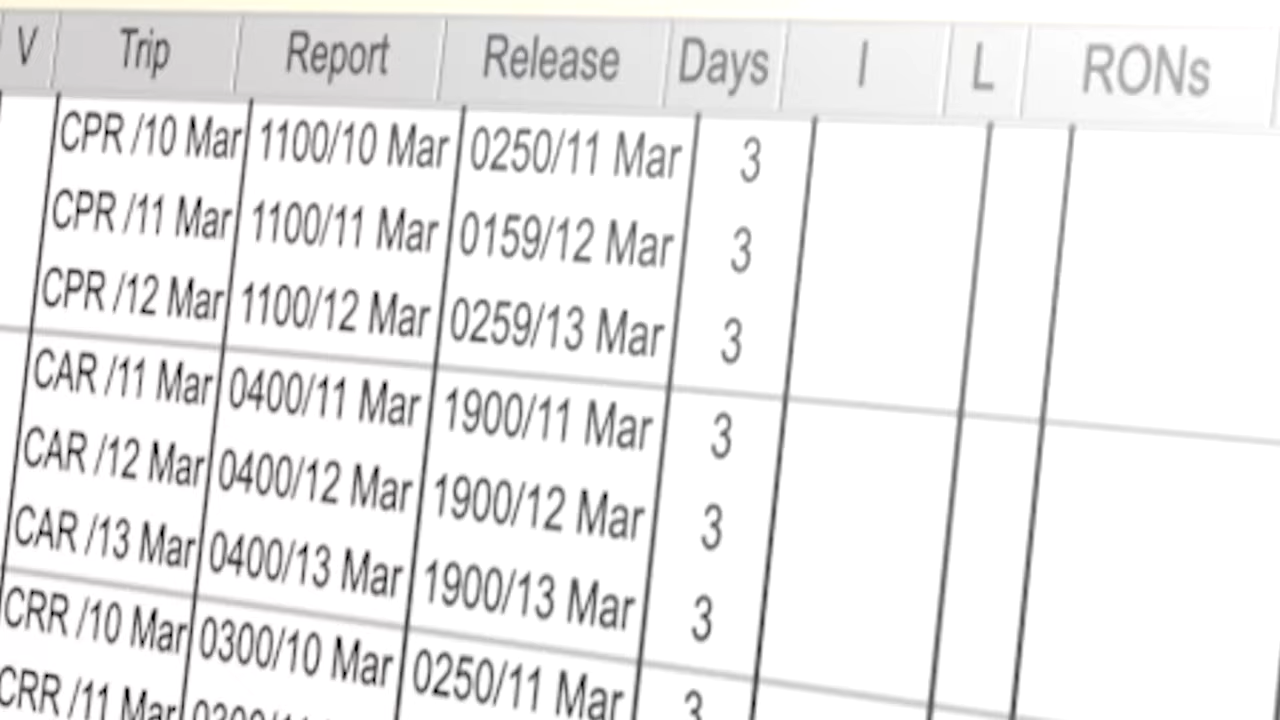 V Trip Report Release Days I L RONs
CPR /10 Mar 1100/10 Mar 0250/11 Mar 3
CPR /11 Mar 1100/11 Mar 0159/12 Mar 3
CPR /12 Mar 1100/12 Mar 0259/13 Mar 3
CAR /11 Mar 0400/11 Mar 1900/11 Mar 3
CAR /12 Mar 0400/12 Mar 1900/12 Mar 3
CAR /13 Mar 0400/13 Mar 1900/13 Mar 3
CRR /10 Mar 0300/10 Mar 0250/11 Mar 3
CRR /11 Mar